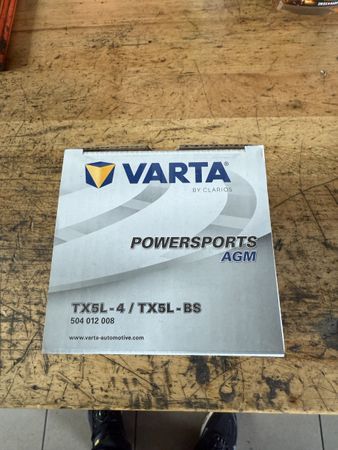 VARTA®
BY CLARIOS
POWERSPORTS
AGM
TX5L-4 / TX5L-BS
504 012 008
www.varta-automotive.com